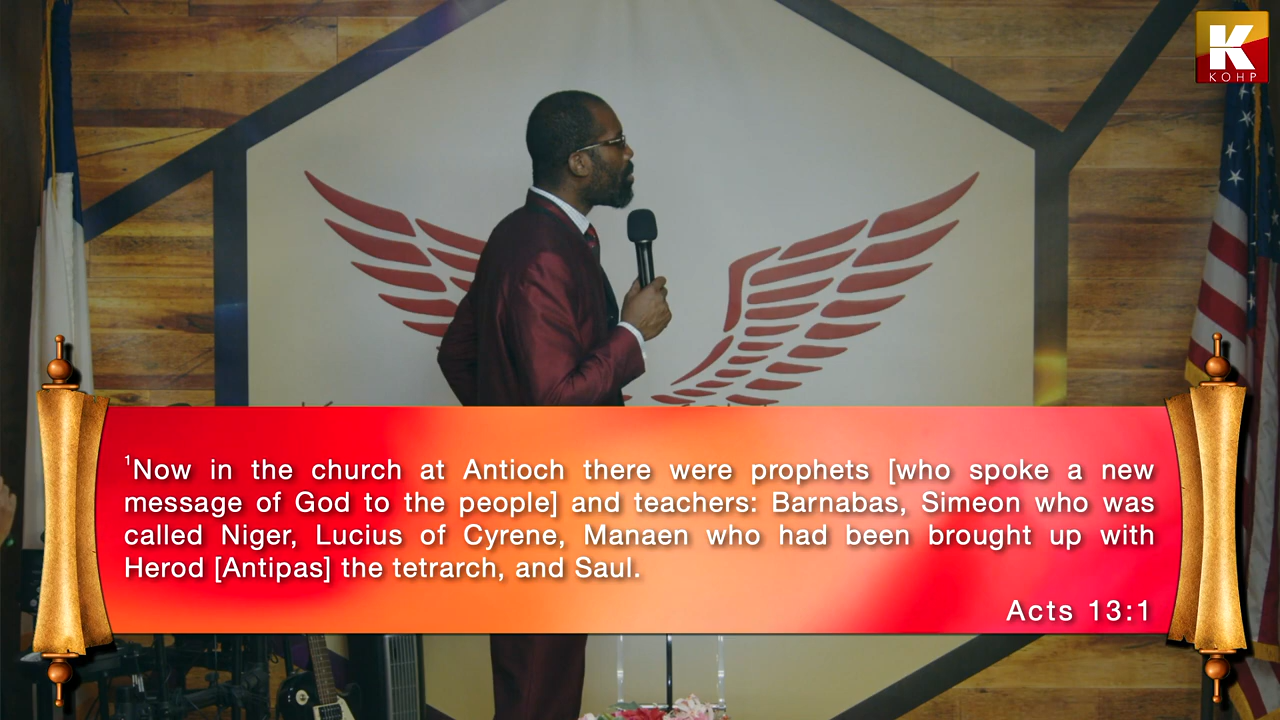 K
KOHP
¹Now in the church at Antioch there were prophets [who spoke a new
message of God to the people] and teachers: Barnabas, Simeon who was
called Niger, Lucius of Cyrene, Manaen who had been brought up with
Herod [Antipas] the tetrarch, and Saul.
Acts 13:1